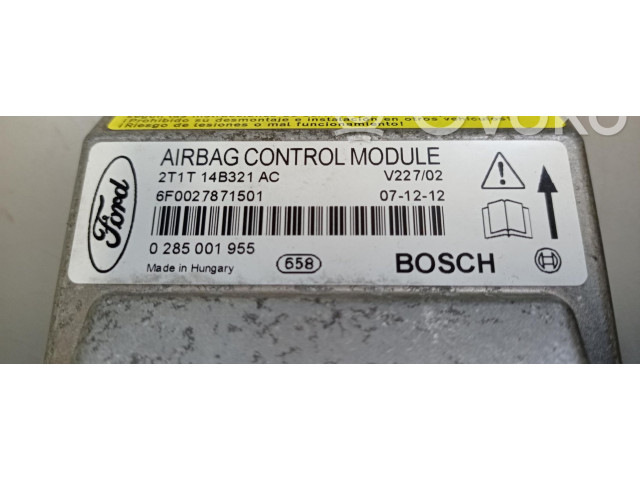 ¡Prohibido su desmontaje e instalación en otros vehículos!
¡Riesgo de lesiones o mal funcionamiento!
OVOKO
Ford
AIRBAG CONTROL MODULE
2T1T 14B321 AC V227/02
6F0027871501 07-12-12
0 285 001 955
Made in Hungary 658 BOSCH